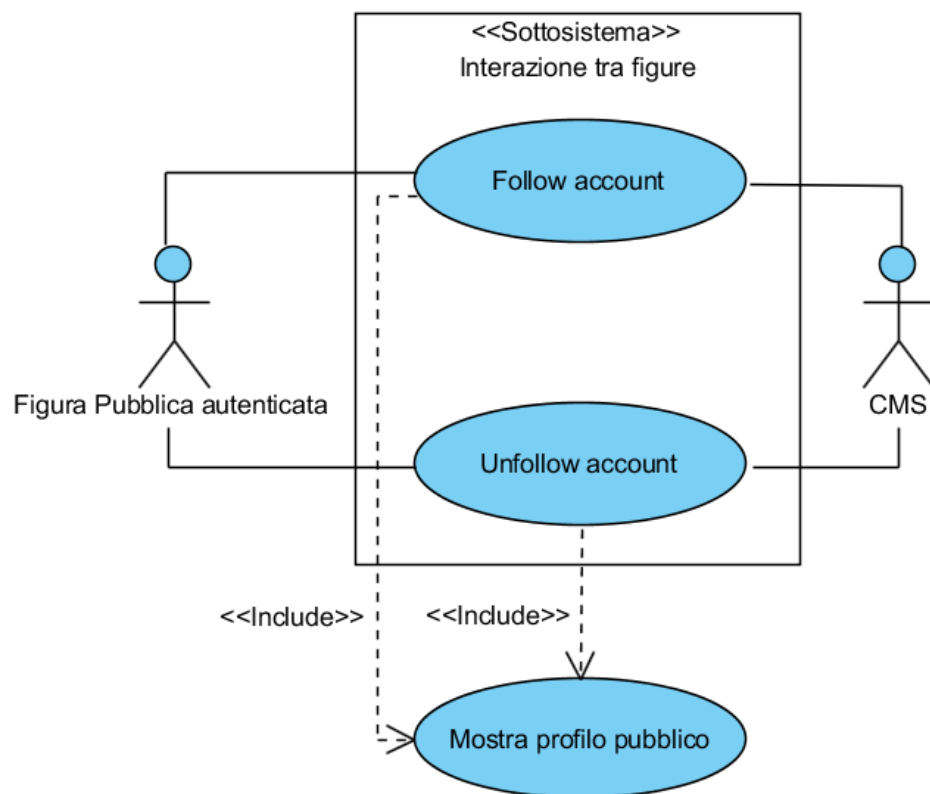 <<Sottosistema>>
Interazione tra figure
Follow account
Figura Pubblica autenticata
CMS
Unfollow account
<<Include>>
<<Include>>
Mostra profilo pubblico